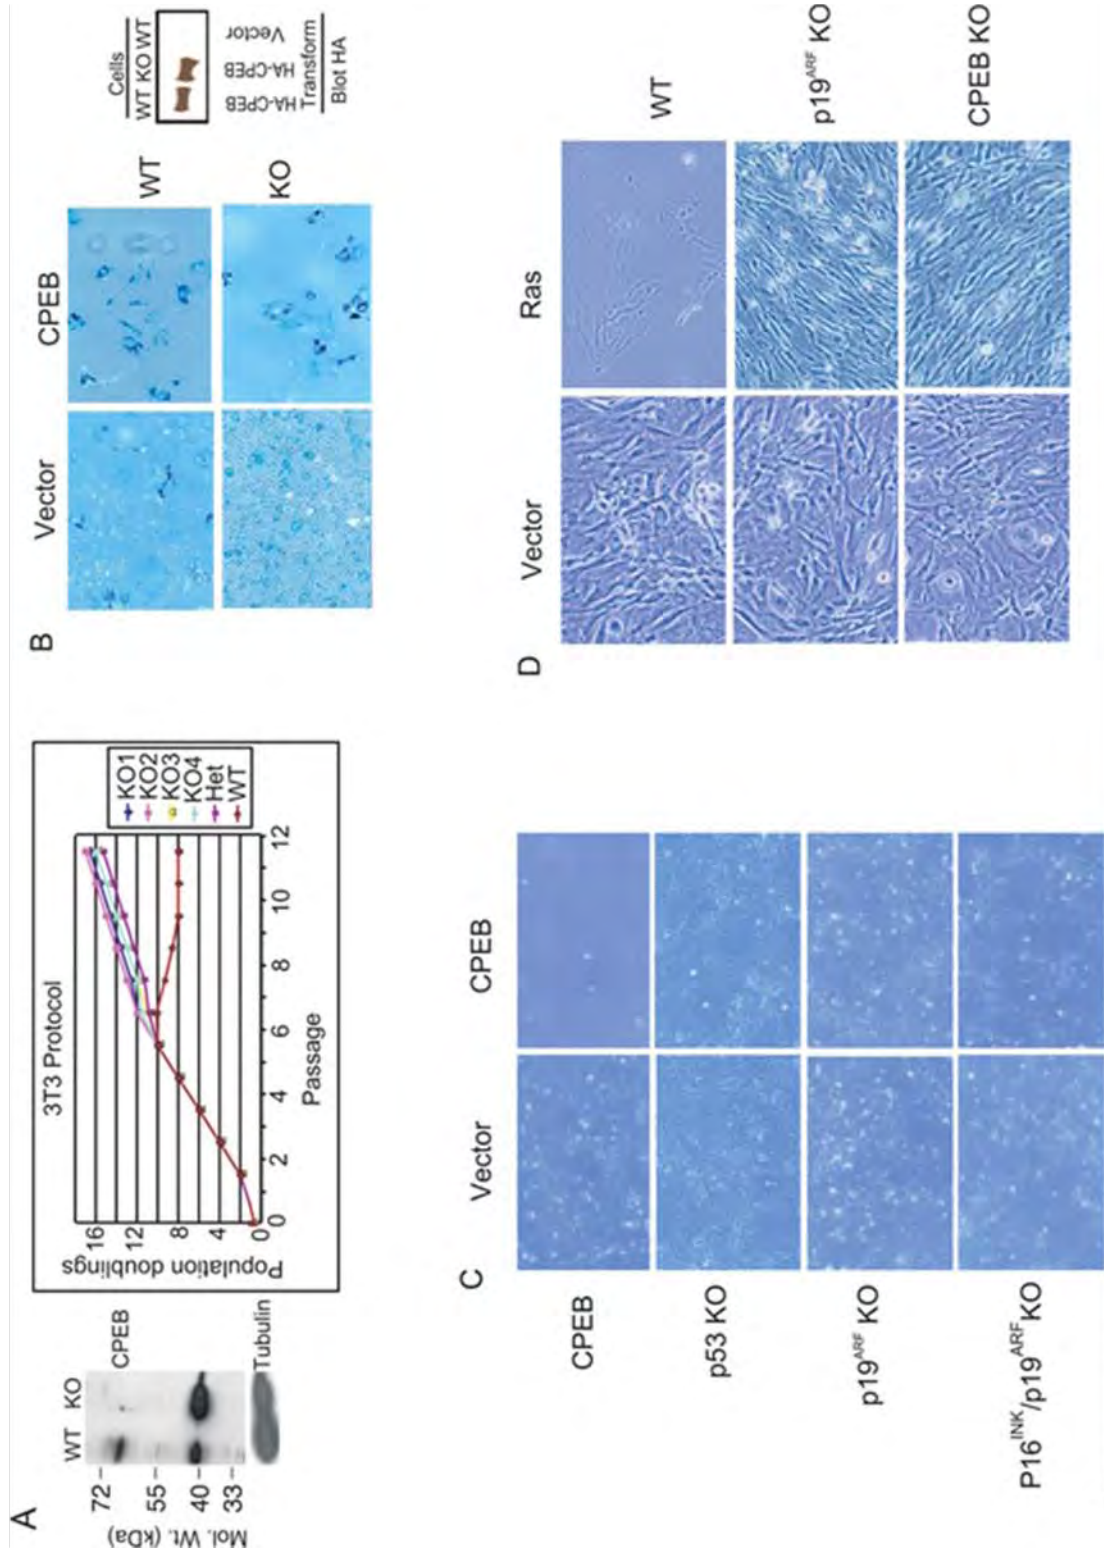 A
Mol. Wt. (kDa)
WT KO
72
55
40
33
CPEB
Tubulin
3T3 Protocol
Population doublings
16
12
8
4
0
0 2 4 6 8 10 12
Passage
KO1
KO2
KO3
KO4
Het
WT
B
Vector CPEB
WT
KO
Cells
WT KO WT
HA-CPEB
HA-CPEB
Vector
Transform
Blot HA
C
Vector CPEB
CPEB
p53 KO
p19ARF KO
P16INK/p19ARF KO
D
Vector Ras
WT
p19ARF KO
CPEB KO